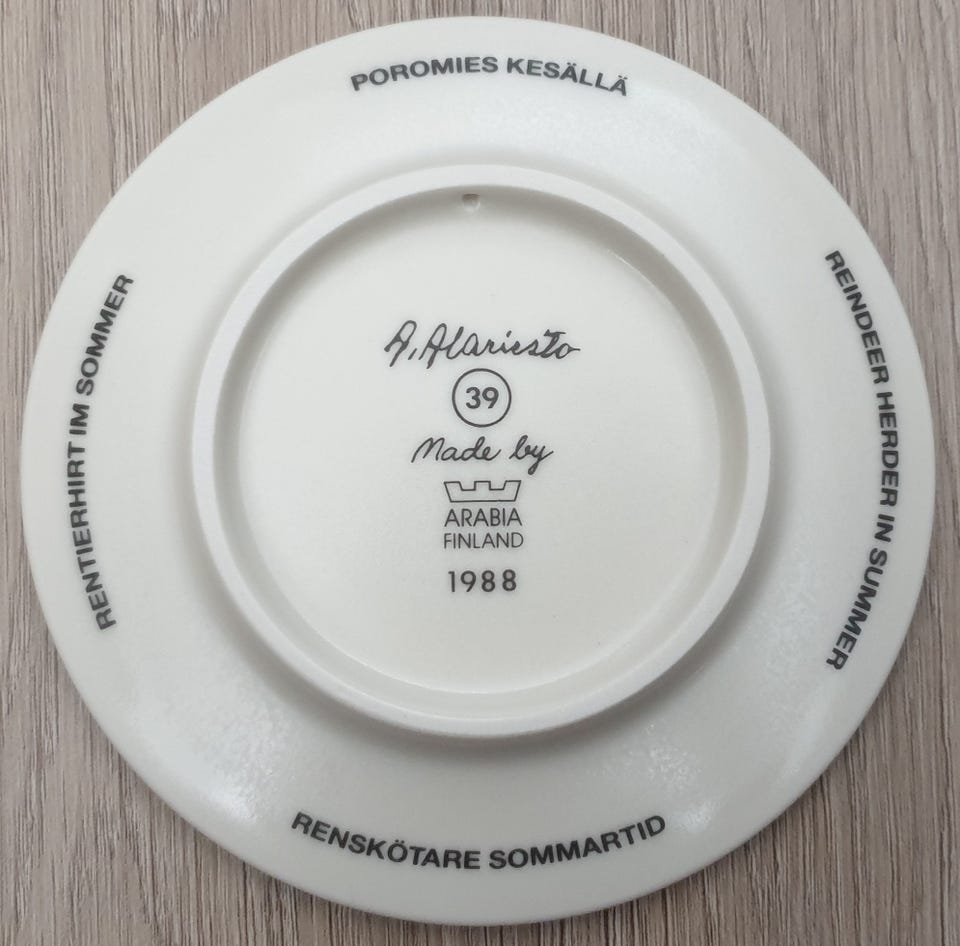 POROMIES KESÄLLÄ
REINDEER HERDER IN SUMMER
RENSKÖTARE SOMMARTID
RENTIERHIRT IM SOMMER
A. Alariesto
39
Made by
ARABIA
FINLAND
1988